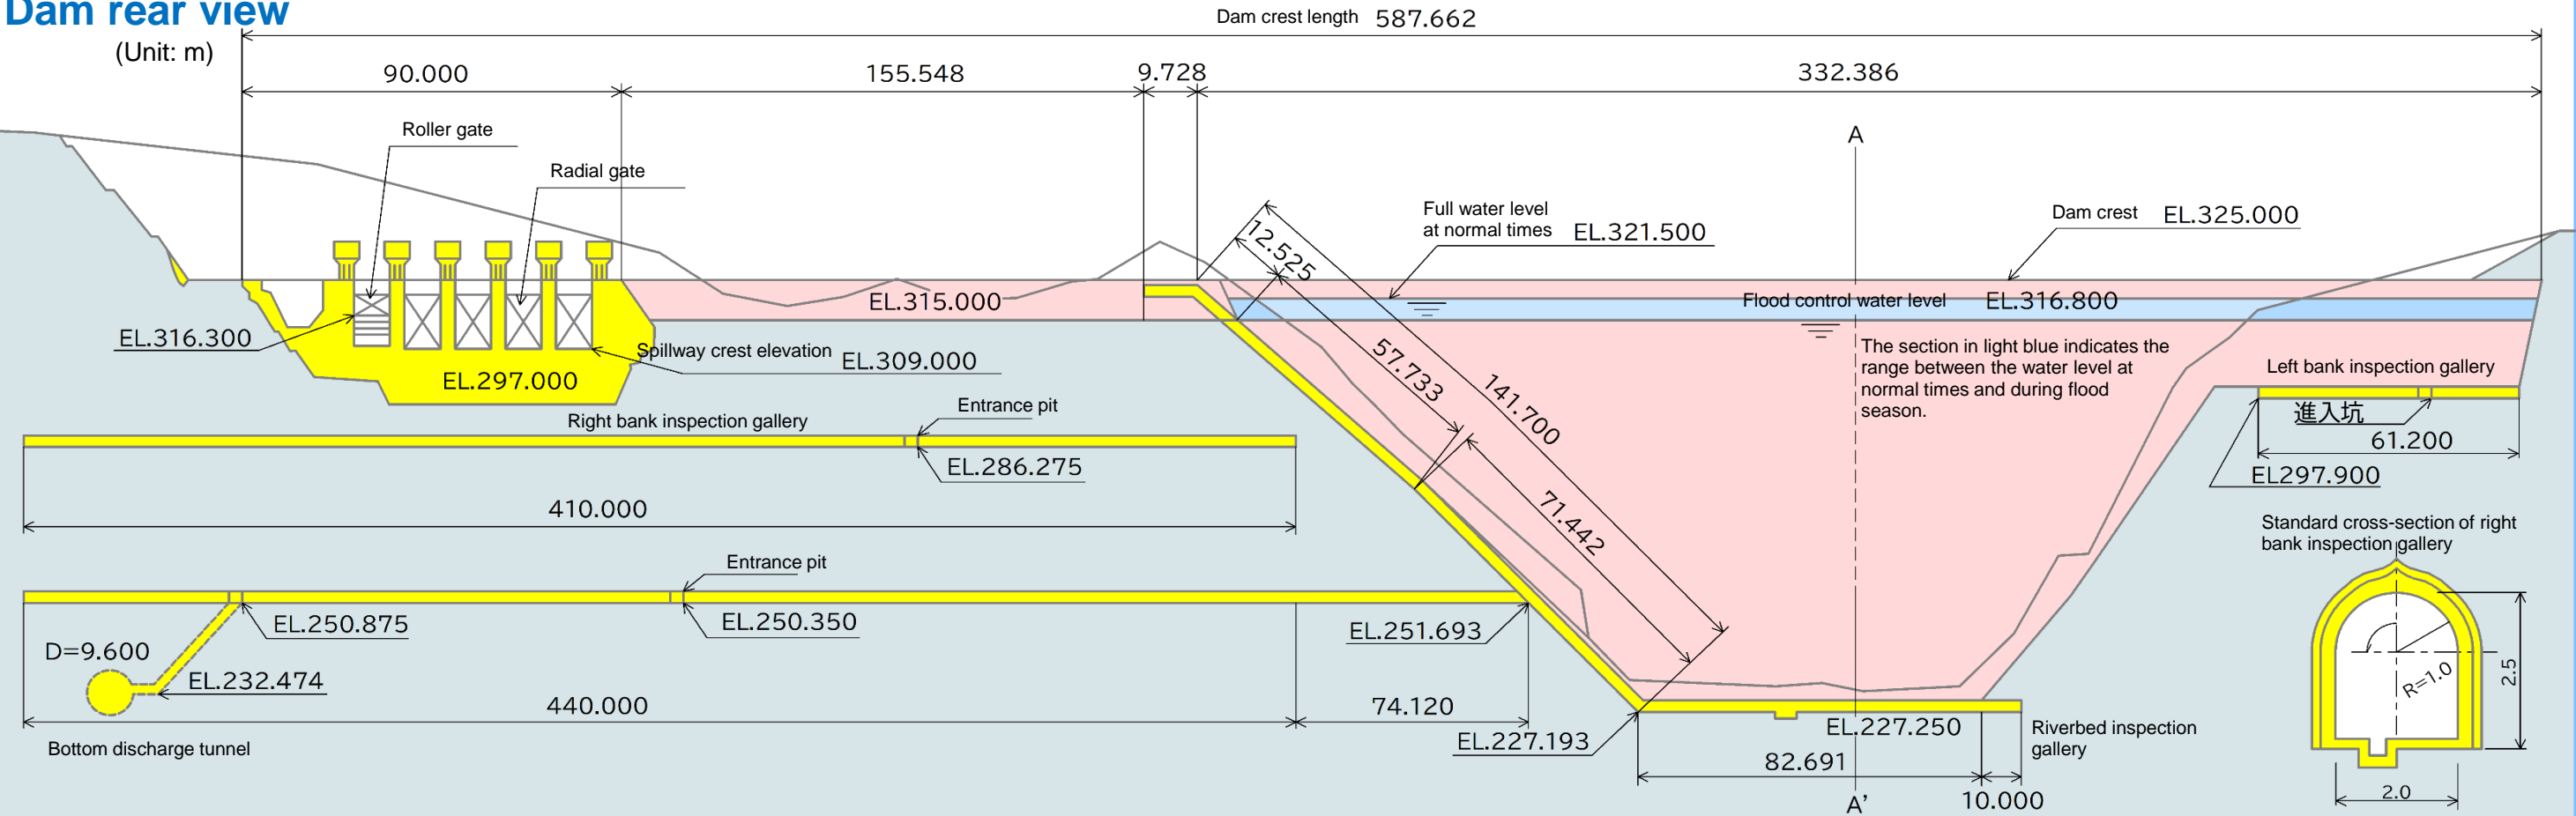 Dam rear view
(Unit: m)
Dam crest length 587.662
90.000
155.548
9.728
332.386
Roller gate
Radial gate
A
Full water level
at normal times EL.321.500
Dam crest EL.325.000
12.525
EL.315.000
Flood control water level EL.316.800
EL.316.300
Spillway crest elevation EL.309.000
EL.297.000
57.733
141.700
71.442
The section in light blue indicates the
range between the water level at
normal times and during flood
season.
Left bank inspection gallery
進入坑
61.200
EL297.900
Right bank inspection gallery
Entrance pit
EL.286.275
410.000
Entrance pit
EL.250.875
EL.250.350
EL.251.693
D=9.600
EL.232.474
440.000
74.120
Bottom discharge tunnel
EL.227.193
EL.227.250
82.691
10.000
A’
Riverbed inspection
gallery
Standard cross-section of right
bank inspection gallery
R=1.0
2.5
2.0